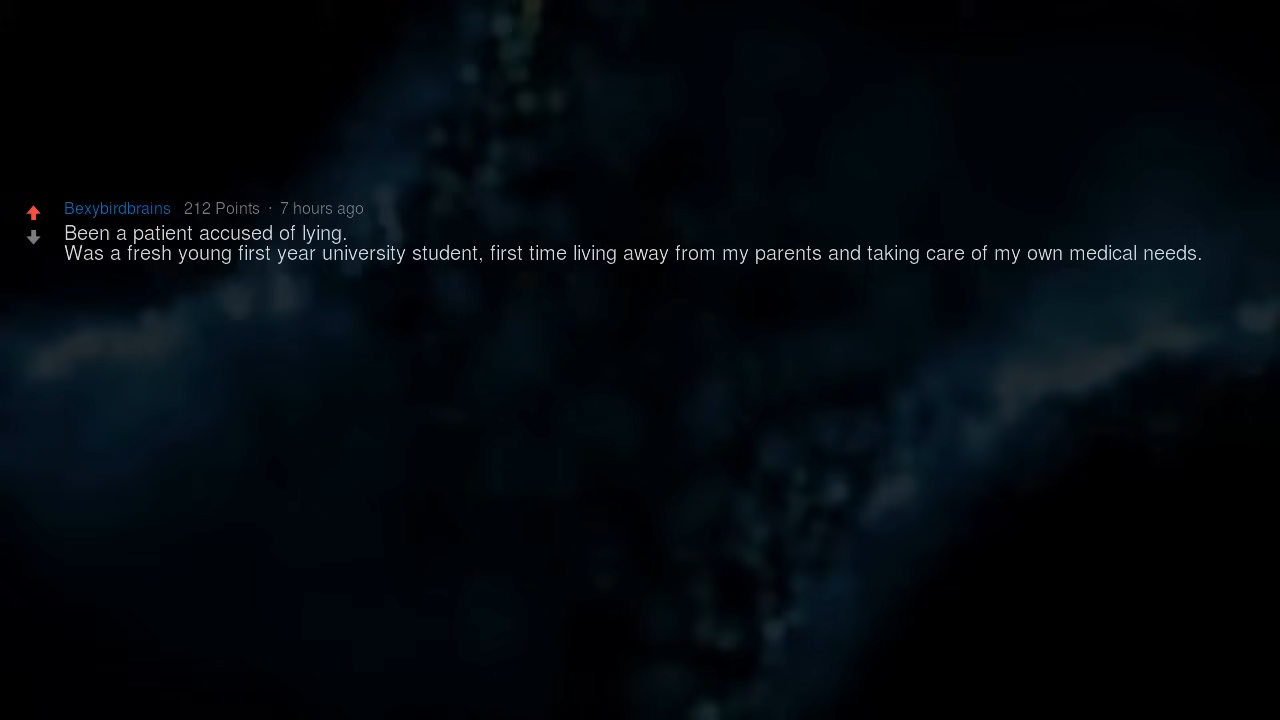 Bexybirdbrains 212 Points · 7 hours ago
Been a patient accused of lying.
Was a fresh young first year university student, first time living away from my parents and taking care of my own medical needs.